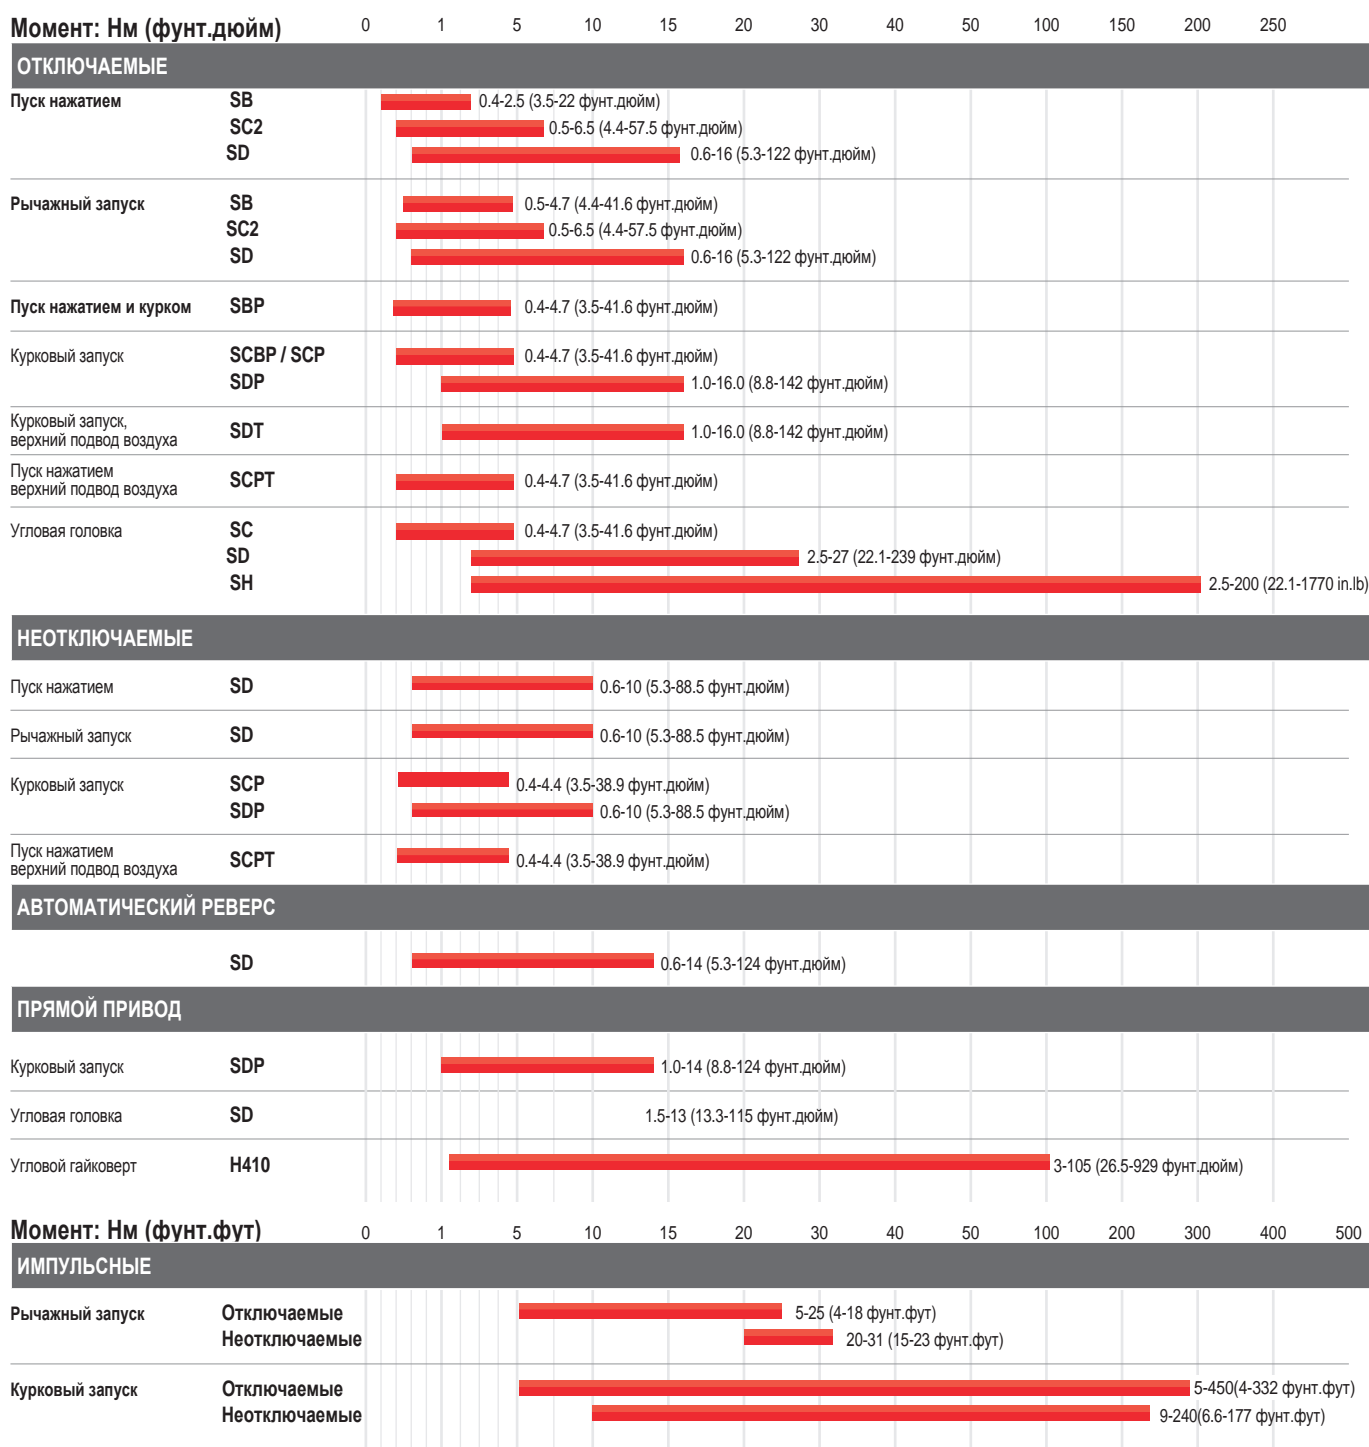 Момент: Нм (фунт.дюйм) 0 1 5 10 15 20 30 40 50 100 150 200 250
ОТКЛЮЧАЕМЫЕ
Пуск нажатием SB 0.4-2.5 (3.5-22 фунт.дюйм)
SC2 0.5-6.5 (4.4-57.5 фунт.дюйм)
SD 0.6-16 (5.3-122 фунт.дюйм)
Рычажный запуск SB 0.5-4.7 (4.4-41.6 фунт.дюйм)
SC2 0.5-6.5 (4.4-57.5 фунт.дюйм)
SD 0.6-16 (5.3-122 фунт.дюйм)
Пуск нажатием и курком SBP 0.4-4.7 (3.5-41.6 фунт.дюйм)
Курковый запуск SCBP / SCP 0.4-4.7 (3.5-41.6 фунт.дюйм)
SDP 1.0-16.0 (8.8-142 фунт.дюйм)
Курковый запуск,
верхний подвод воздуха SDT 1.0-16.0 (8.8-142 фунт.дюйм)
Пуск нажатием
верхний подвод воздуха SCPT 0.4-4.7 (3.5-41.6 фунт.дюйм)
Угловая головка SC 0.4-4.7 (3.5-41.6 фунт.дюйм)
SD 2.5-27 (22.1-239 фунт.дюйм)
SH 2.5-200 (22.1-1770 in.lb)
НЕОТКЛЮЧАЕМЫЕ
Пуск нажатием SD 0.6-10 (5.3-88.5 фунт.дюйм)
Рычажный запуск SD 0.6-10 (5.3-88.5 фунт.дюйм)
Курковый запуск SCP 0.4-4.4 (3.5-38.9 фунт.дюйм)
SDP 0.6-10 (5.3-88.5 фунт.дюйм)
Пуск нажатием
верхний подвод воздуха SCPT 0.4-4.4 (3.5-38.9 фунт.дюйм)
АВТОМАТИЧЕСКИЙ РЕВЕРС
SD 0.6-14 (5.3-124 фунт.дюйм)
ПРЯМОЙ ПРИВОД
Курковый запуск SDP 1.0-14 (8.8-124 фунт.дюйм)
Угловая головка SD 1.5-13 (13.3-115 фунт.дюйм)
Угловой гайковерт H410 3-105 (26.5-929 фунт.дюйм)
Момент: Нм (фунт.фут) 0 1 5 10 15 20 30 40 50 100 200 300 400 500
ИМПУЛЬСНЫЕ
Рычажный запуск Отключаемые 5-25 (4-18 фунт.фут)
Неотключаемые 20-31 (15-23 фунт.фут)
Курковый запуск Отключаемые 5-450(4-332 фунт.фут)
Неотключаемые 9-240(6.6-177 фунт.фут)